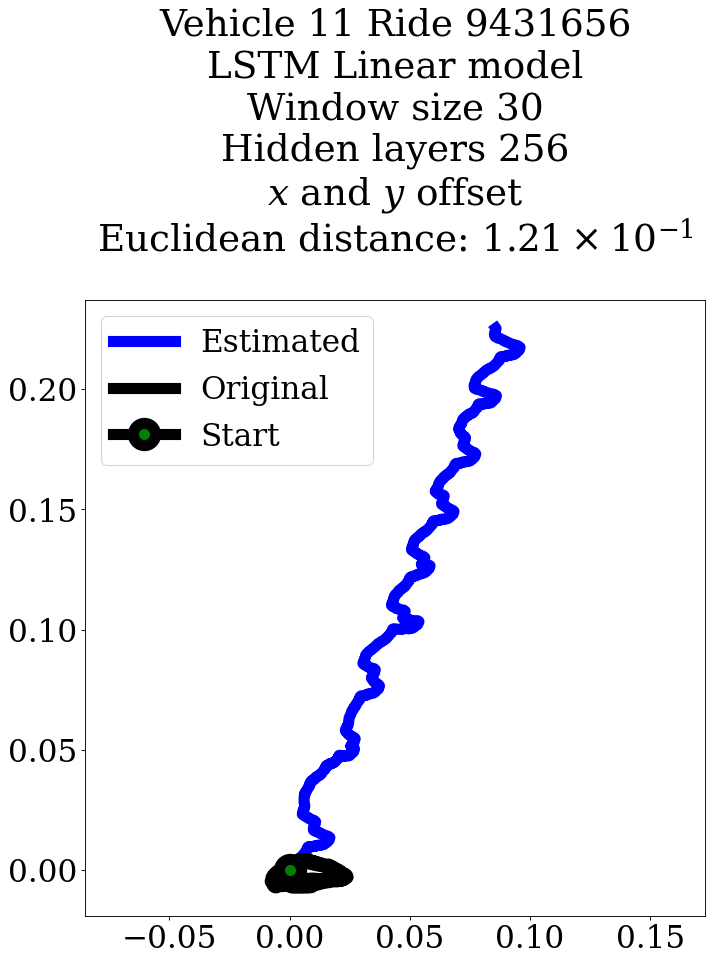 Vehicle 11 Ride 9431656
LSTM Linear model
Window size 30
Hidden layers 256
x and y offset
Euclidean distance: 1.21 × 10⁻¹
Estimated
Original
Start
0.20
0.15
0.10
0.05
0.00
−0.05 0.00 0.05 0.10 0.15